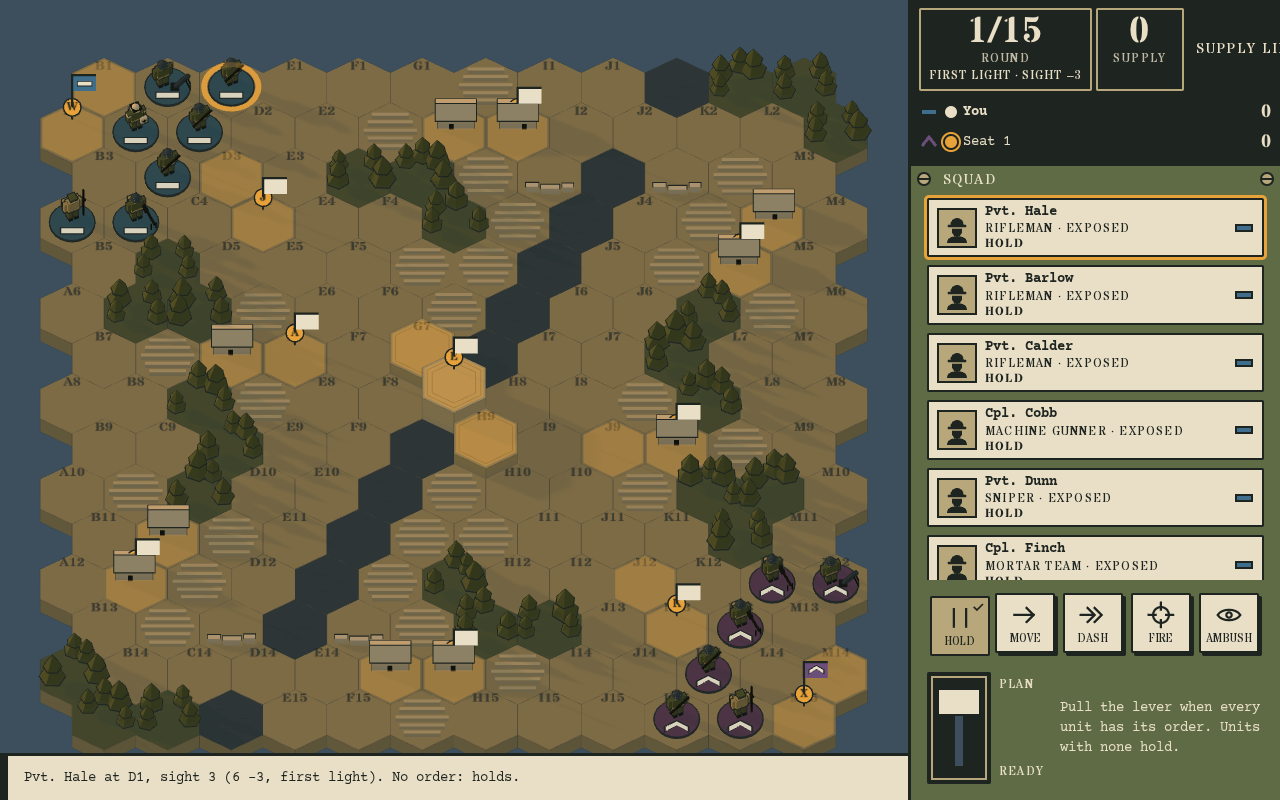 1/15
ROUND
FIRST LIGHT · SIGHT −3
0
SUPPLY
SUPPLY LI
You
0
Seat 1
0
SQUAD
Pvt. Hale
RIFLEMAN · EXPOSED
HOLD
Pvt. Barlow
RIFLEMAN · EXPOSED
HOLD
Pvt. Calder
RIFLEMAN · EXPOSED
HOLD
Cpl. Cobb
MACHINE GUNNER · EXPOSED
HOLD
Pvt. Dunn
SNIPER · EXPOSED
HOLD
Cpl. Finch
MORTAR TEAM · EXPOSED
HOLD
HOLD
MOVE
DASH
FIRE
AMBUSH
PLAN
Pull the lever when every
unit has its order. Units
with none hold.
READY
B1 E1 F1 G1 I1 J1
D2 E2 I2 J2 K2 L2
B3 D3 E3 M3
C4 E4 F4 J4
B5 D5 E5 F5 J5 M5
A6 E6 F6 I6 J6 M6
B7 F7 G7 I7 J7 L7 M7
A8 B8 E8 F8 H8 I8 L8 M8
B9 C9 E9 F9 H9 I9 J9 M9
A10 D10 E10 H10 I10 M10
B11 E11 I11 J11 K11 M11
A12 D12 H12 I12 J12 K12
B13 J13 M13
B14 C14 D14 E14 I14 J14 L14 M14
E15 F15 H15 I15 J15
W
A
K
X
Pvt. Hale at D1, sight 3 (6 −3, first light). No order: holds.